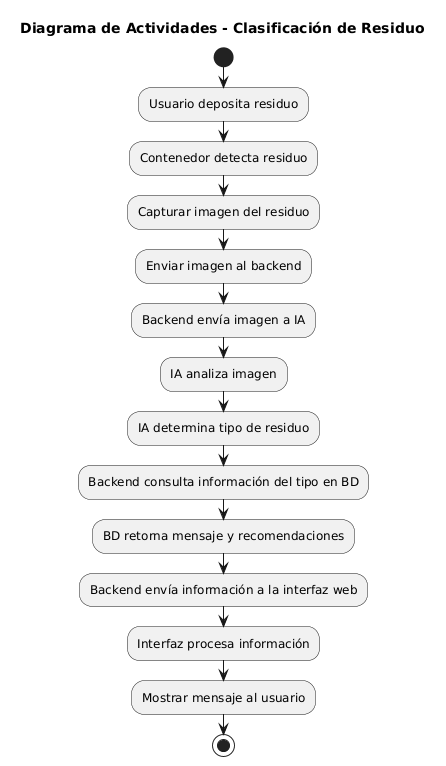 Diagrama de Actividades - Clasificación de Residuo
Usuario deposita residuo
Contenedor detecta residuo
Capturar imagen del residuo
Enviar imagen al backend
Backend envía imagen a IA
IA analiza imagen
IA determina tipo de residuo
Backend consulta información del tipo en BD
BD retorna mensaje y recomendaciones
Backend envía información a la interfaz web
Interfaz procesa información
Mostrar mensaje al usuario